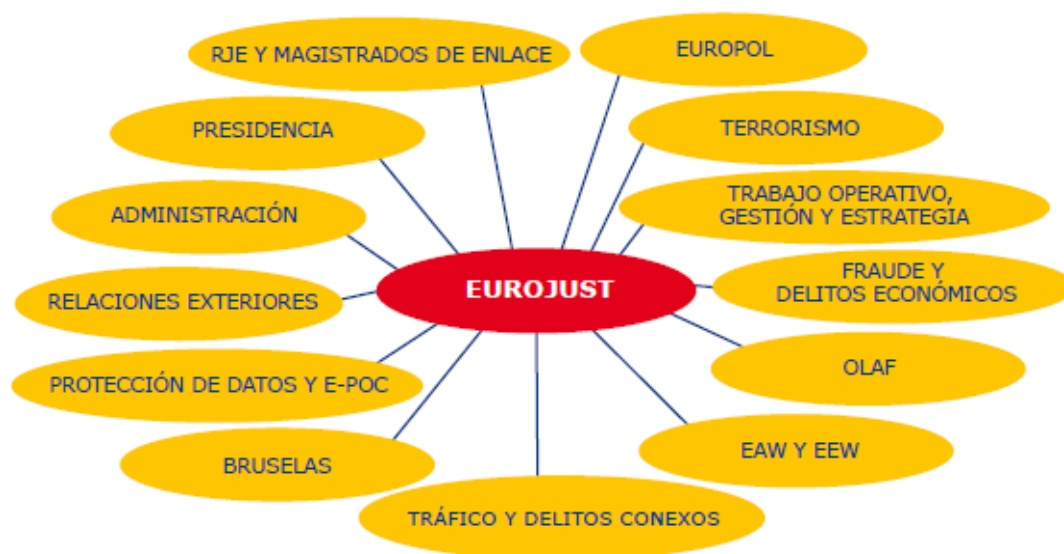 RJE Y MAGISTRADOS DE ENLACE
EUROPOL
PRESIDENCIA
TERRORISMO
ADMINISTRACIÓN
TRABAJO OPERATIVO,
GESTIÓN Y ESTRATEGIA
EUROJUST
RELACIONES EXTERIORES
FRAUDE Y
DELITOS ECONÓMICOS
PROTECCIÓN DE DATOS Y E-POC
OLAF
BRUSELAS
EAW Y EEW
TRÁFICO Y DELITOS CONEXOS